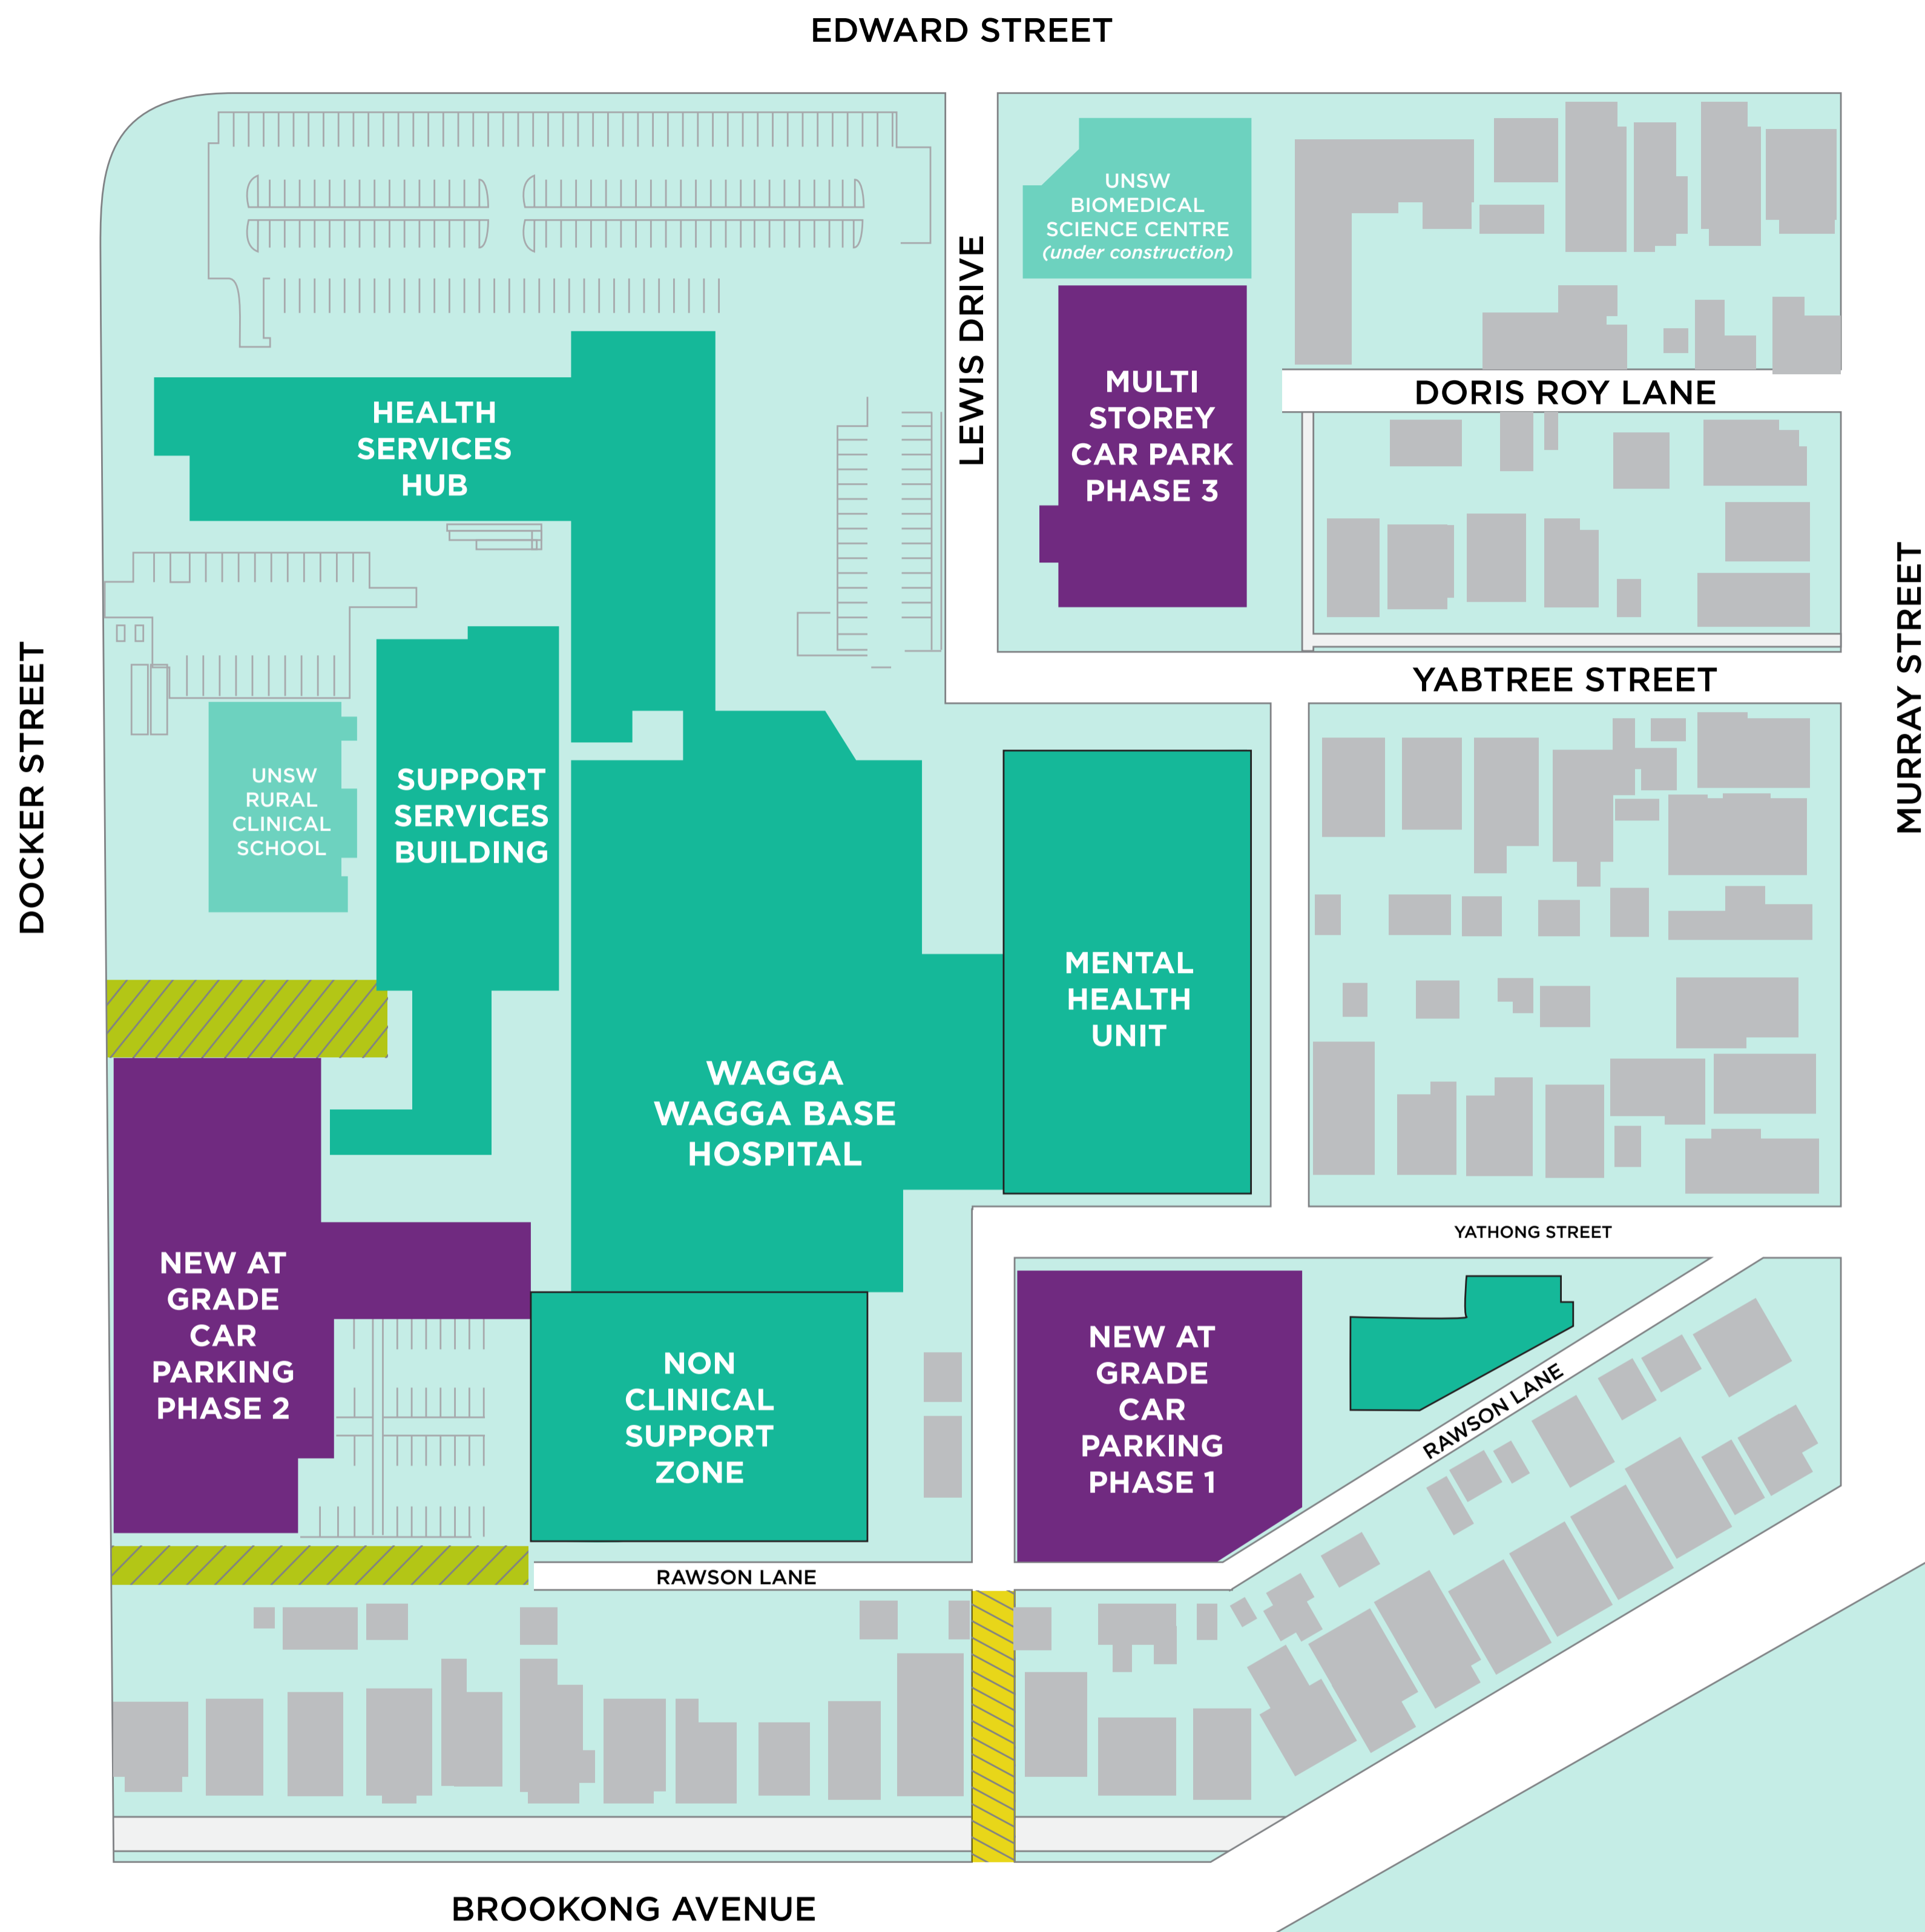 EDWARD STREET
UNSW
BIOMEDICAL
SCIENCE CENTRE
(under construction)
LEWIS DRIVE
MULTI
STOREY
CAR PARK
PHASE 3
DORIS ROY LANE
HEALTH
SERVICES
HUB
YABTREE STREET
MURRAY STREET
DOCKER STREET
UNSW
RURAL
CLINICAL
SCHOOL
SUPPORT
SERVICES
BUILDING
MENTAL
HEALTH
UNIT
WAGGA
WAGGA BASE
HOSPITAL
YATHONG STREET
NEW AT
GRADE
CAR
PARKING
PHASE 2
NON
CLINICAL
SUPPORT
ZONE
NEW AT
GRADE
CAR
PARKING
PHASE 1
RAWSON LANE
RAWSON LANE
BROOKONG AVENUE